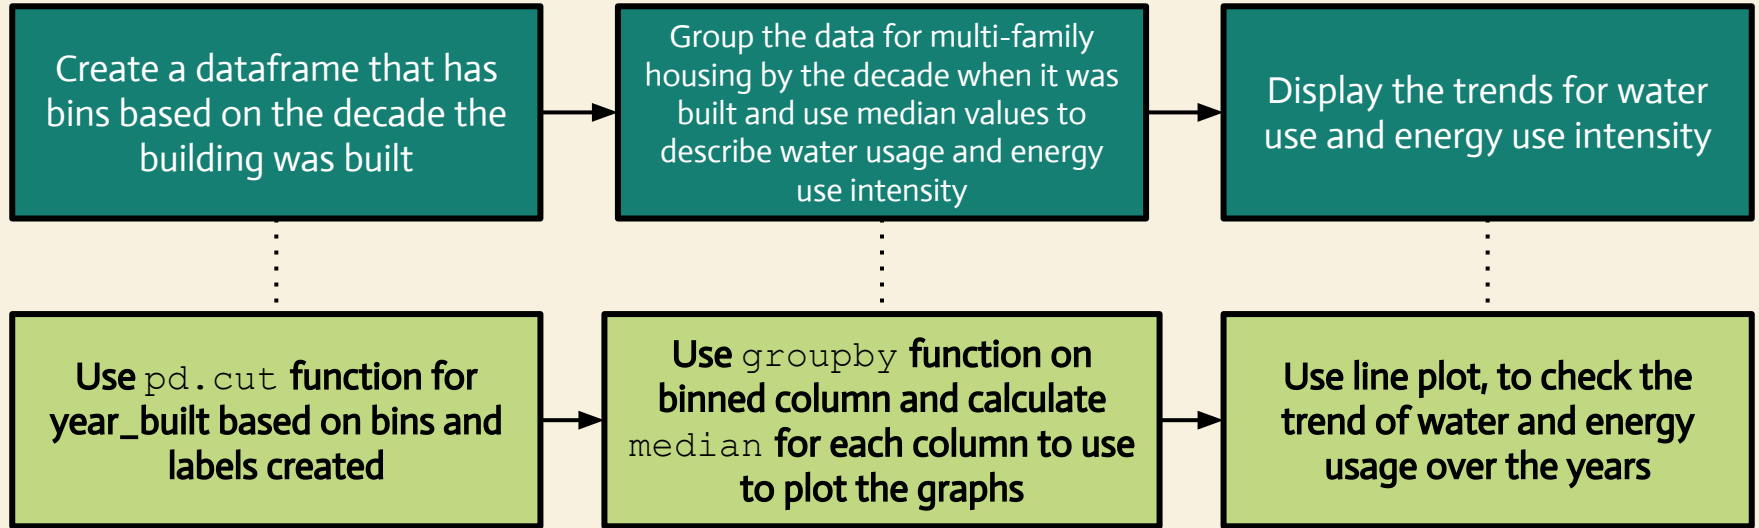 Create a dataframe that has
bins based on the decade the
building was built
Group the data for multi-family
housing by the decade when it was
built and use median values to
describe water usage and energy
use intensity
Display the trends for water
use and energy use intensity
Use pd.cut function for
year_built based on bins and
labels created
Use groupby function on
binned column and calculate
median for each column to use
to plot the graphs
Use line plot, to check the
trend of water and energy
usage over the years